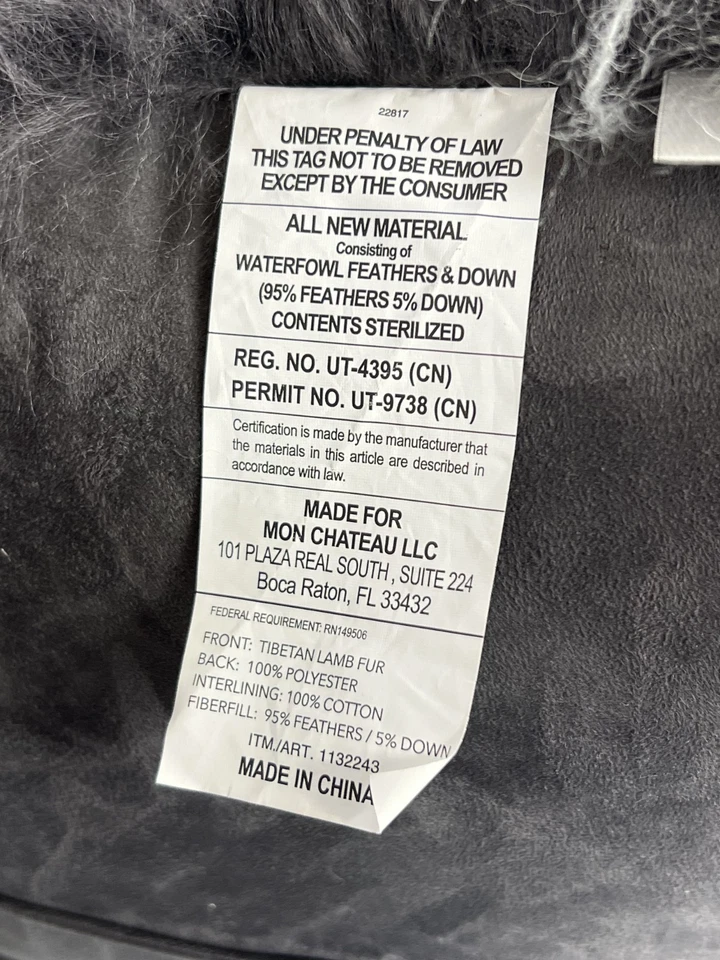 22817
UNDER PENALTY OF LAW
THIS TAG NOT TO BE REMOVED
EXCEPT BY THE CONSUMER
ALL NEW MATERIAL
Consisting of
WATERFOWL FEATHERS & DOWN
(95% FEATHERS 5% DOWN)
CONTENTS STERILIZED
REG. NO. UT-4395 (CN)
PERMIT NO. UT-9738 (CN)
Certification is made by the manufacturer that
the materials in this article are described in
accordance with law.
MADE FOR
MON CHATEAU LLC
101 PLAZA REAL SOUTH , SUITE 224
Boca Raton, FL 33432
FEDERAL REQUIREMENT: RN149506
FRONT: TIBETAN LAMB FUR
BACK: 100% POLYESTER
INTERLINING: 100% COTTON
FIBERFILL: 95% FEATHERS / 5% DOWN
ITM./ART. 1132243
MADE IN CHINA